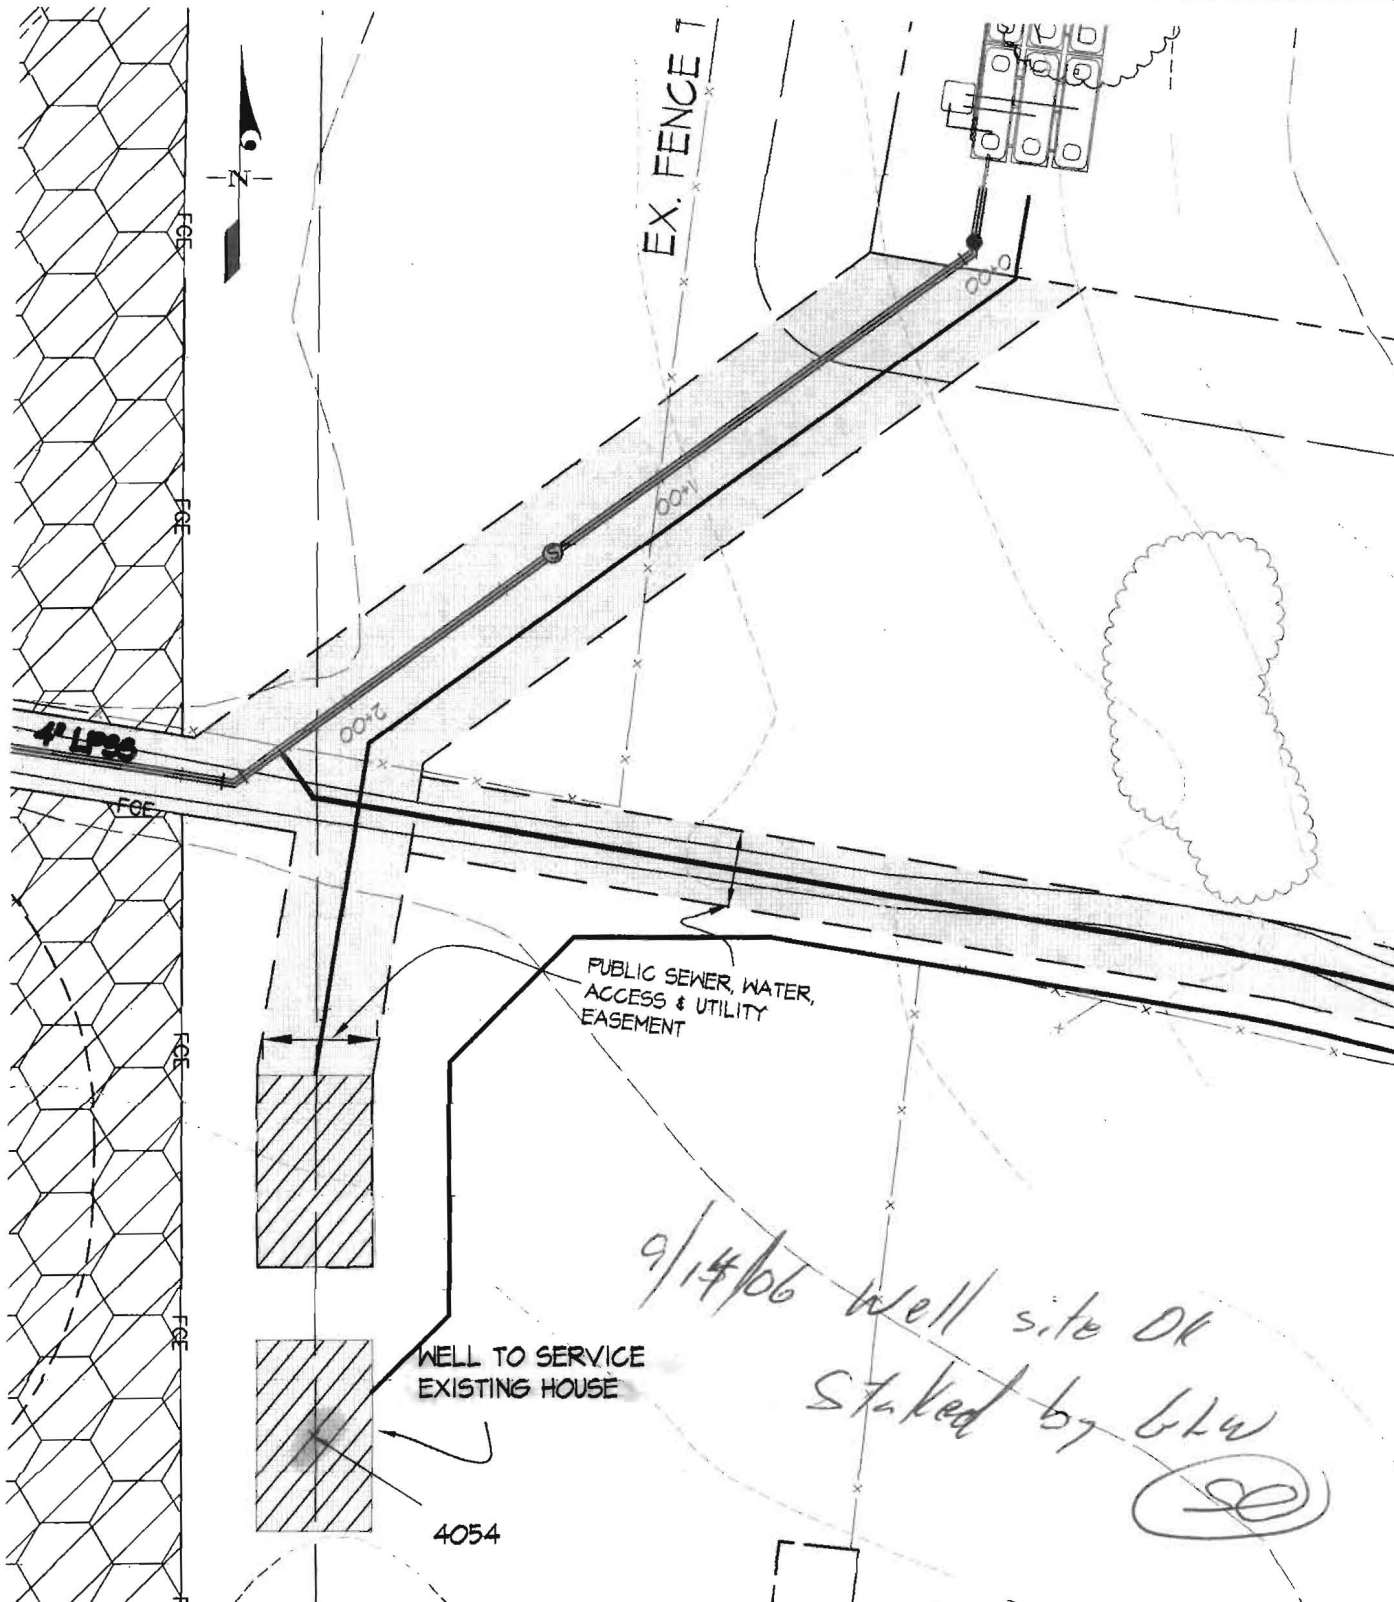 EX. FENCE T
-N-
FCE
0+00
FCE
1+00
2+00
4" LPSS
FCE
PUBLIC SEWER, WATER,
ACCESS & UTILITY
EASEMENT
FCE
9/14/06 Well site OK
Staked by GLW
FCE
WELL TO SERVICE
EXISTING HOUSE
4054
S